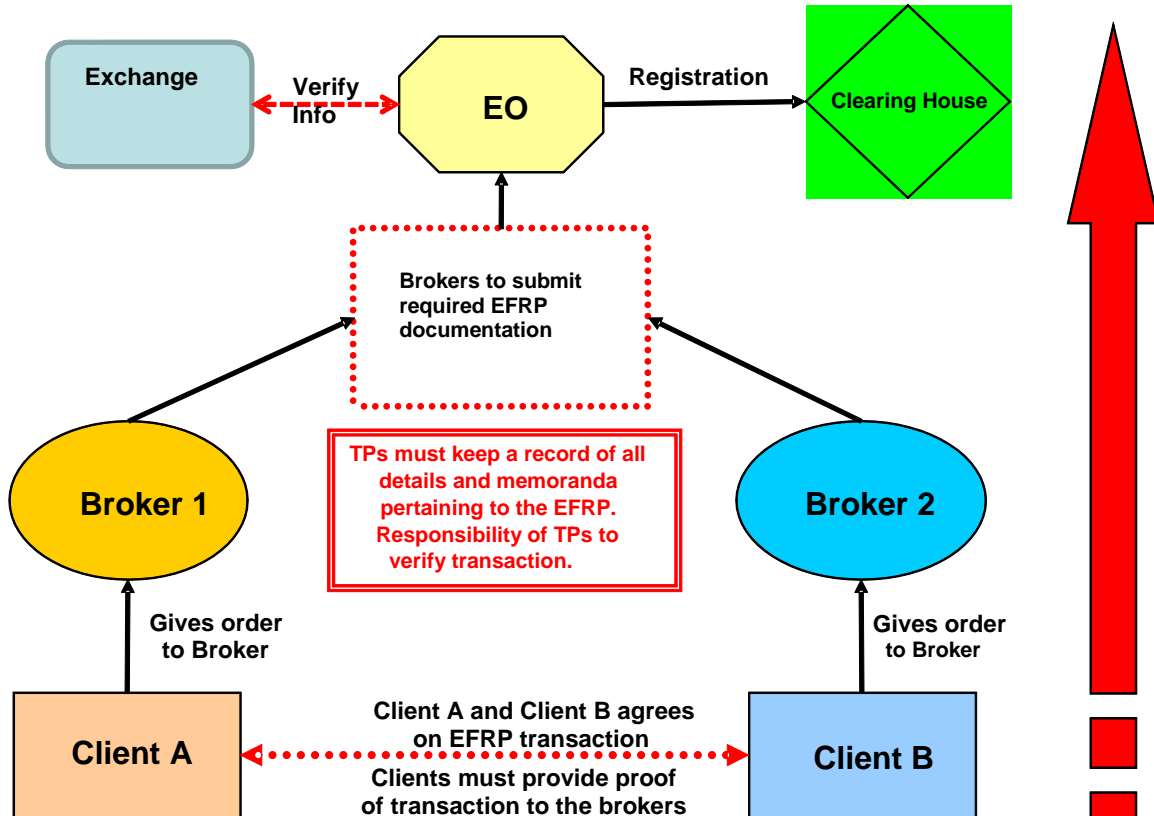 Exchange
Verify
Info
EO
Registration
Clearing House
Brokers to submit
required EFRP
documentation
TPs must keep a record of all
details and memoranda
pertaining to the EFRP.
Responsibility of TPs to
verify transaction.
Broker 1
Broker 2
Gives order
to Broker
Gives order
to Broker
Client A
Client A and Client B agrees
on EFRP transaction
Clients must provide proof
of transaction to the brokers
Client B